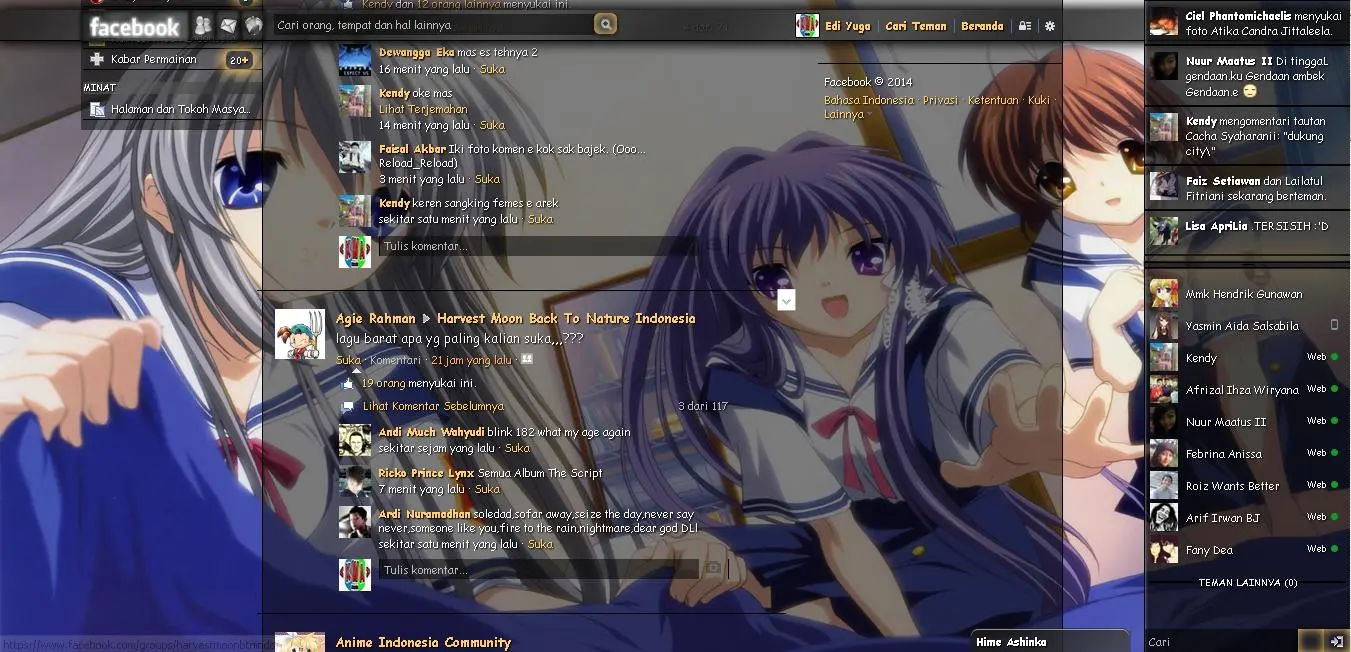 Kendy dan 12 orang lainnya menyukai ini.
facebook
Cari orang, tempat dan hal lainnya
Edi Yuga
Cari Teman
Beranda
Kabar Permainan
20+
MINAT
Halaman dan Tokoh Masya...
Dewangga Eka mas es tehnya 2
16 menit yang lalu · Suka
Kendy oke mas
Lihat Terjemahan
14 menit yang lalu · Suka
Faisal Akbar Iki foto komen e kok sak bajek. (Ooo...
Reload_Reload)
3 menit yang lalu · Suka
Kendy keren sangking femes e arek
sekitar satu menit yang lalu · Suka
Tulis komentar...
Agie Rahman Harvest Moon Back To Nature Indonesia
lagu barat apa yg paling kalian suka,,,???
Suka · Komentari · 21 jam yang lalu ·
19 orang menyukai ini.
Lihat Komentar Sebelumnya
3 dari 117
Andi Much Wahyudi blink 182 what my age again
sekitar sejam yang lalu · Suka
Ricko Prince Lynx Semua Album The Script
7 menit yang lalu · Suka
Ardi Nuramadhan soledad,sofar away,seize the day,never say
never,someone like you,fire to the rain,nightmare,dear god DLl
sekitar satu menit yang lalu · Suka
Tulis komentar...
Anime Indonesia Community
Facebook © 2014
Bahasa Indonesia · Privasi · Ketentuan · Kuki ·
Lainnya
Ciel Phantomichaelis menyukai
foto Atika Candra Jittaleela.
Nuur Maatus II Di tinggaL
gendaan.ku Gendaan ambek
Gendaan.e
Kendy mengomentari tautan
Cacha Syaharanii: "dukung
city\"
Faiz Setiawan dan Lailatul
Fitriani sekarang berteman.
Lisa ApriLia .TERSISIH :'D
Mmk Hendrik Gunawan
Yasmin Aida Salsabila
Kendy Web
Afrizal Ihza Wiryana Web
Nuur Maatus II Web
Febrina Anissa Web
Roiz Wants Better Web
Arif Irwan BJ Web
Fany Dea Web
TEMAN LAINNYA (0)
Hime Ashinka
Cari